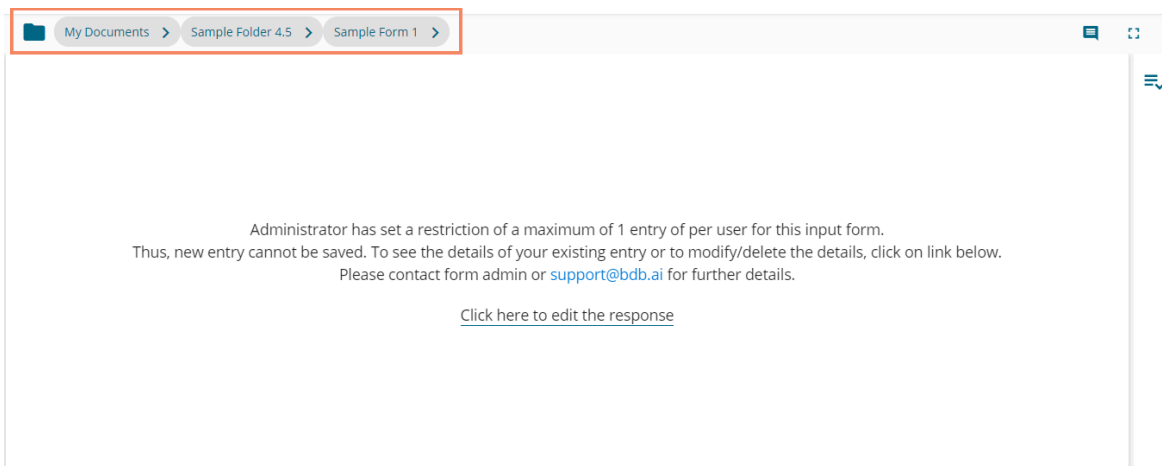 My Documents Sample Folder 4.5 Sample Form 1
Administrator has set a restriction of a maximum of 1 entry of per user for this input form.
Thus, new entry cannot be saved. To see the details of your existing entry or to modify/delete the details, click on link below.
Please contact form admin or support@bdb.ai for further details.
Click here to edit the response